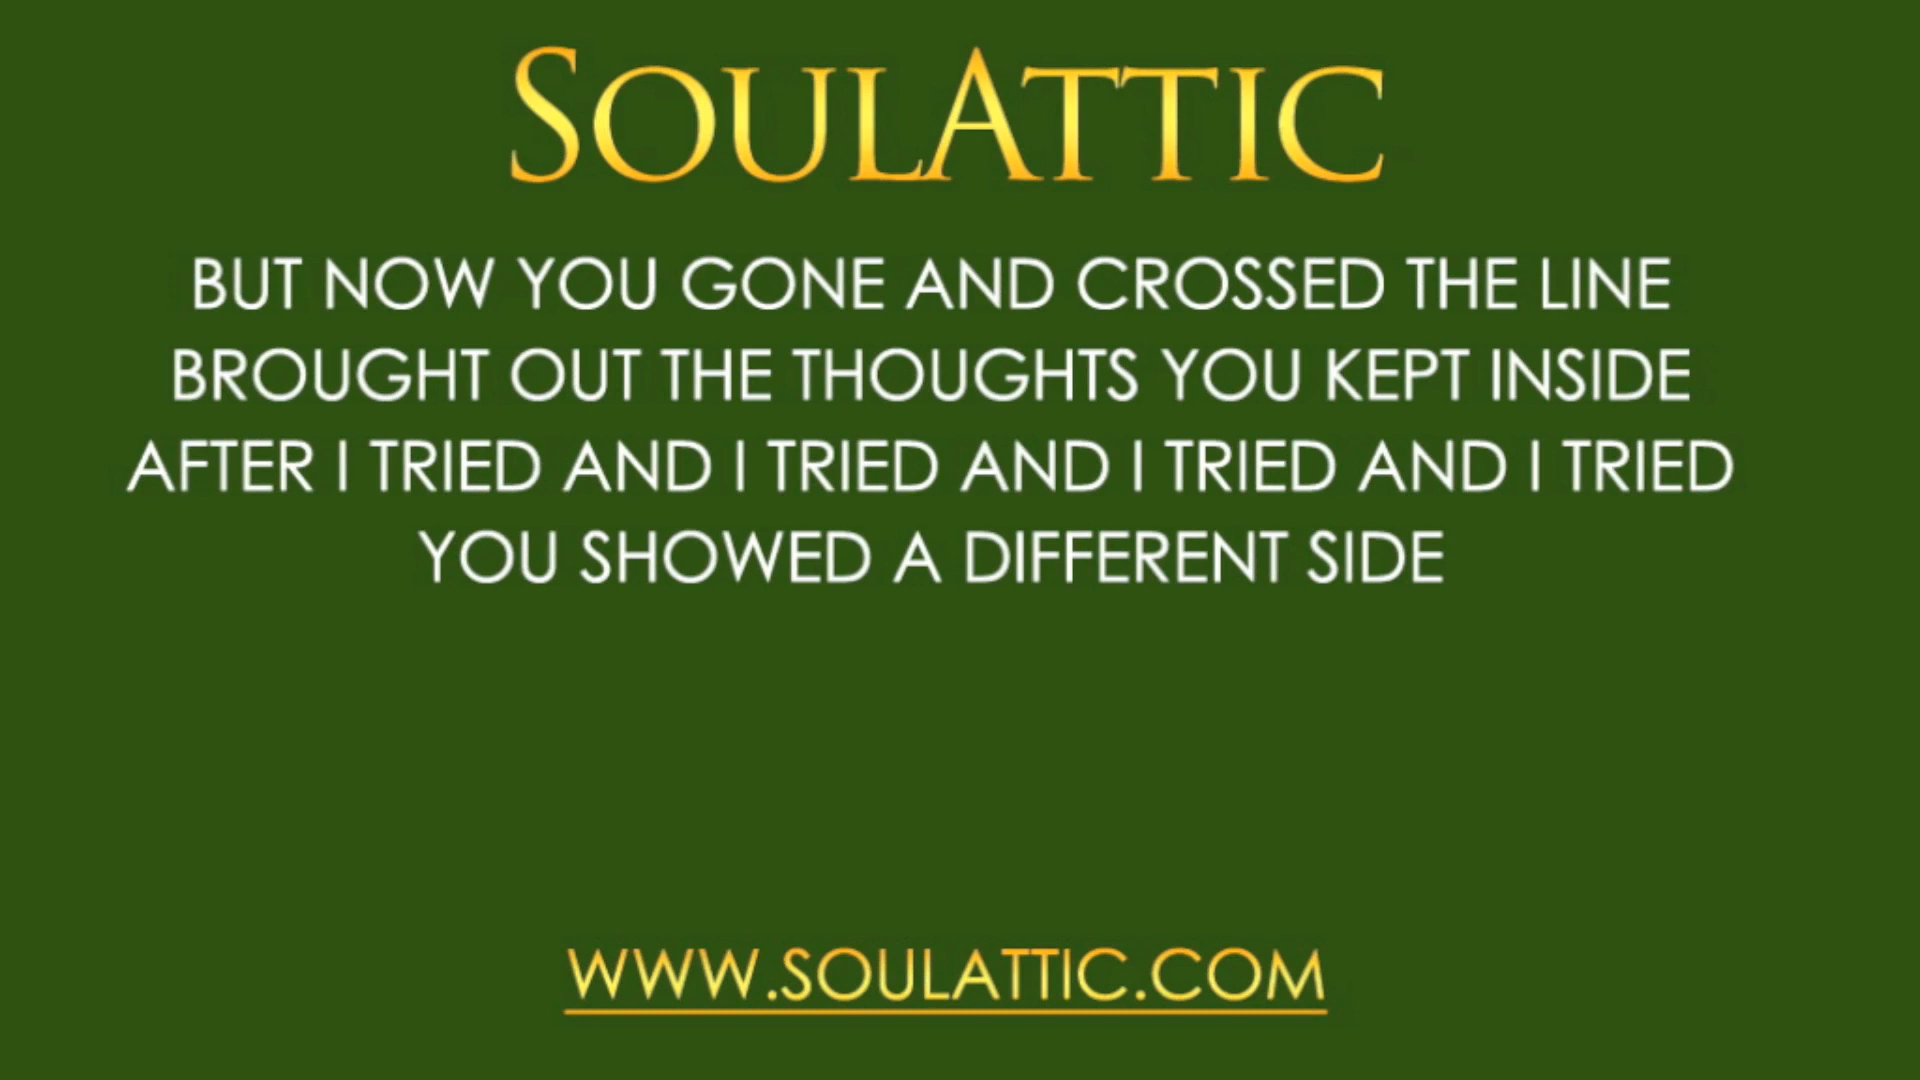 SOULATTIC
BUT NOW YOU GONE AND CROSSED THE LINE
BROUGHT OUT THE THOUGHTS YOU KEPT INSIDE
AFTER I TRIED AND I TRIED AND I TRIED AND I TRIED
YOU SHOWED A DIFFERENT SIDE
WWW.SOULATTIC.COM